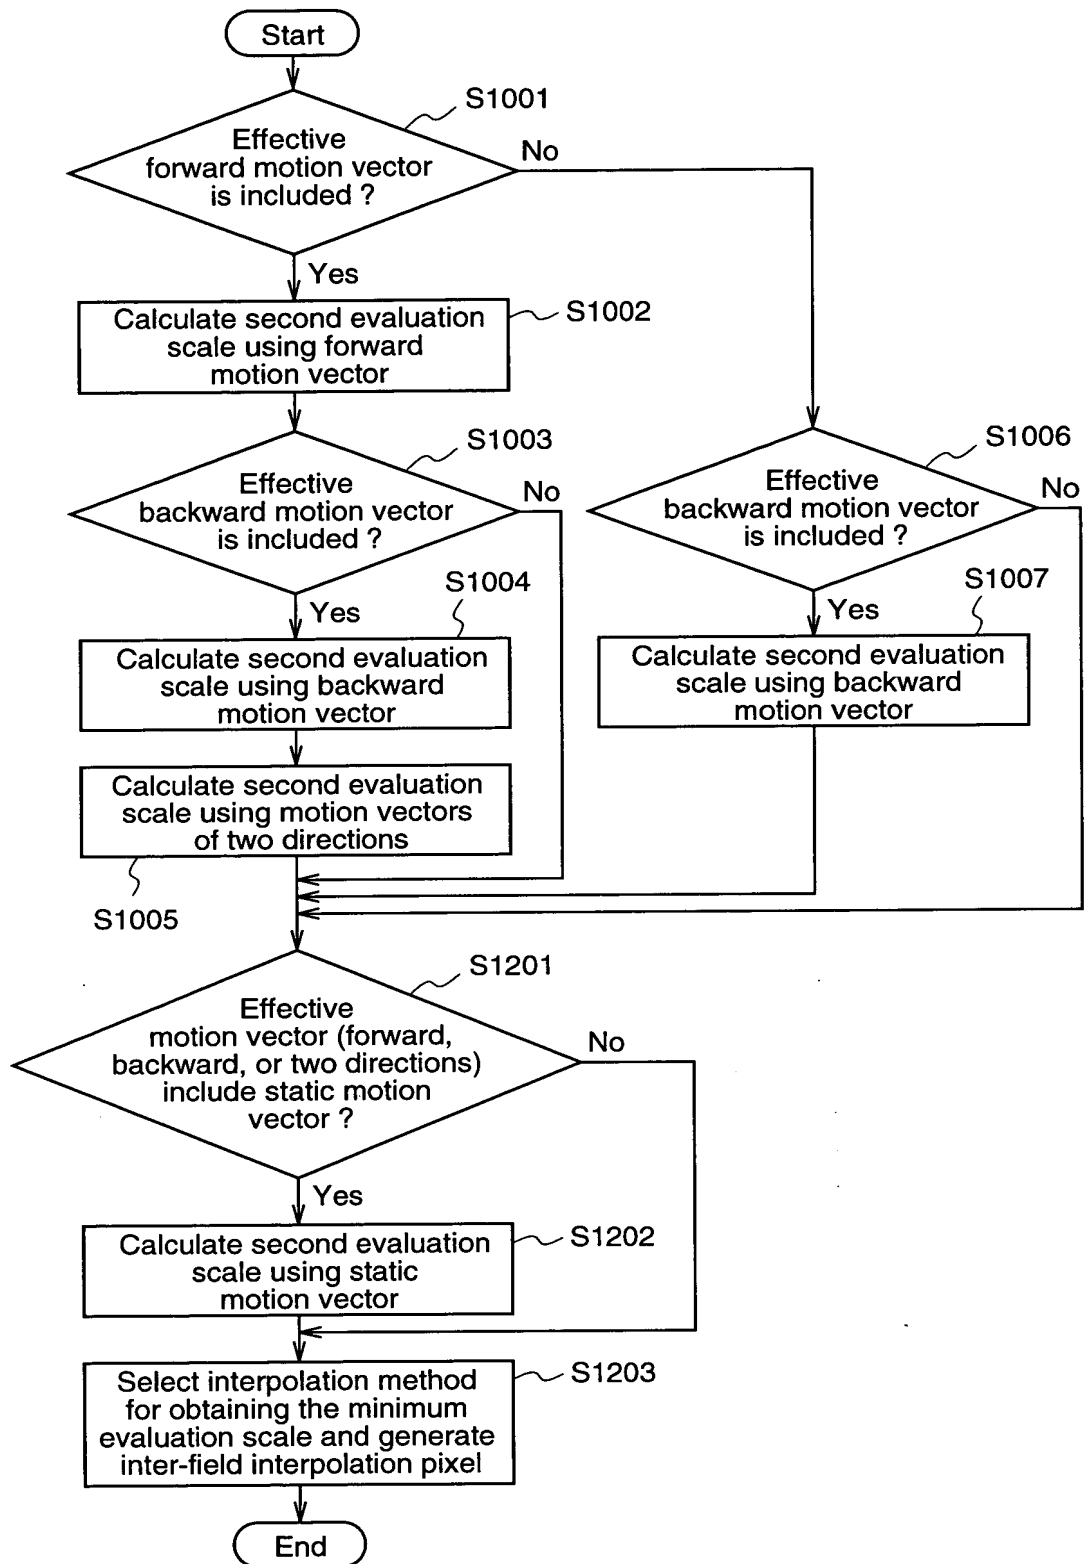 Start
S1001
Effective
forward motion vector
is included ?
No
Yes
S1002
Calculate second evaluation
scale using forward
motion vector
S1003
Effective
backward motion vector
is included ?
No
S1006
Effective
backward motion vector
is included ?
No
Yes
S1004
Calculate second evaluation
scale using backward
motion vector
Yes
S1007
Calculate second evaluation
scale using backward
motion vector
Calculate second evaluation
scale using motion vectors
of two directions
S1005
S1201
Effective
motion vector (forward,
backward, or two directions)
include static motion
vector ?
No
Yes
S1202
Calculate second evaluation
scale using static
motion vector
S1203
Select interpolation method
for obtaining the minimum
evaluation scale and generate
inter-field interpolation pixel
End